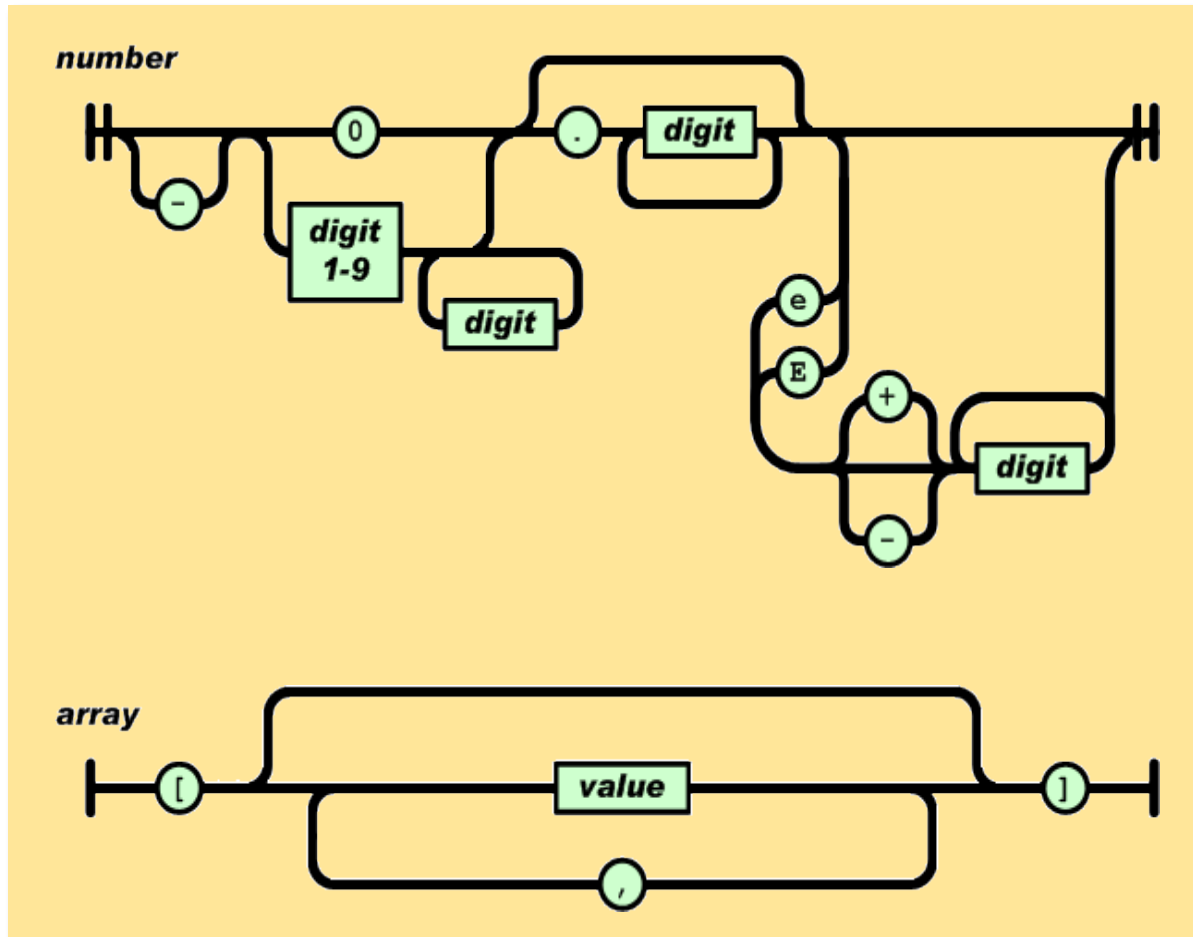 number
0
.
digit
-
digit
1-9
digit
e
E
+
digit
-
array
[
value
]
,